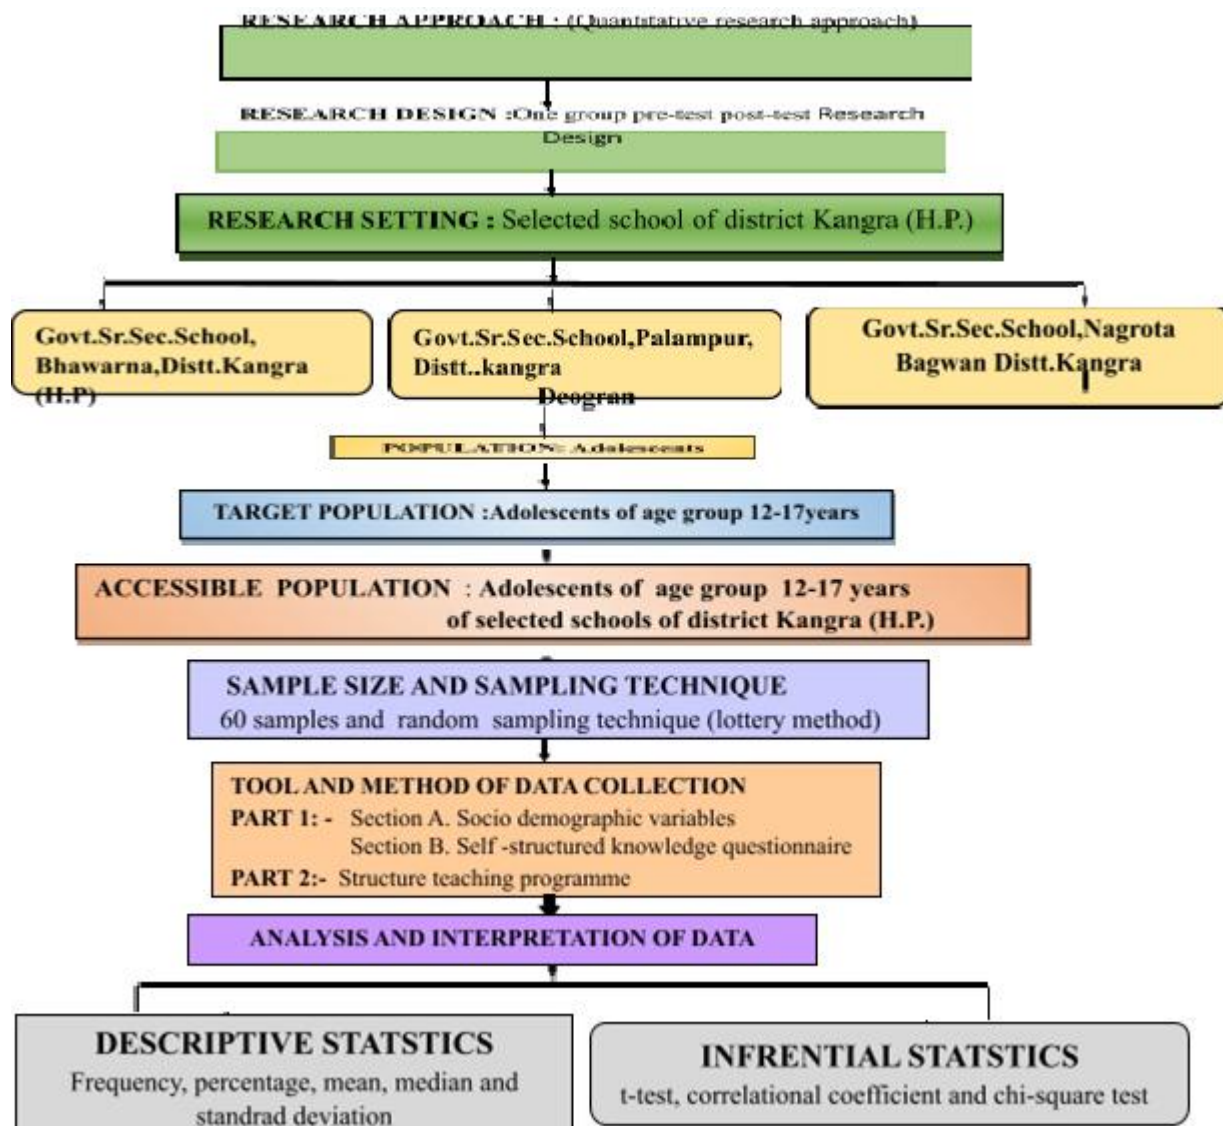 RESEARCH APPROACH : (Quantitative research approach)
RESEARCH DESIGN :One group pre-test post-test Research
Design
RESEARCH SETTING : Selected school of district Kangra (H.P.)
Govt.Sr.Sec.School,
Bhawarna,Distt.Kangra
(H.P)
Govt.Sr.Sec.School,Palampur,
Distt..kangra
Deogran
Govt.Sr.Sec.School,Nagrota
Bagwan Distt.Kangra
POPULATION: Adolescents
TARGET POPULATION :Adolescents of age group 12-17years
ACCESSIBLE POPULATION : Adolescents of age group 12-17 years
of selected schools of district Kangra (H.P.)
SAMPLE SIZE AND SAMPLING TECHNIQUE
60 samples and random sampling technique (lottery method)
TOOL AND METHOD OF DATA COLLECTION
PART 1: - Section A. Socio demographic variables
Section B. Self -structured knowledge questionnaire
PART 2:- Structure teaching programme
ANALYSIS AND INTERPRETATION OF DATA
DESCRIPTIVE STATSTICS
Frequency, percentage, mean, median and
standrad deviation
INFRENTIAL STATSTICS
t-test, correlational coefficient and chi-square test